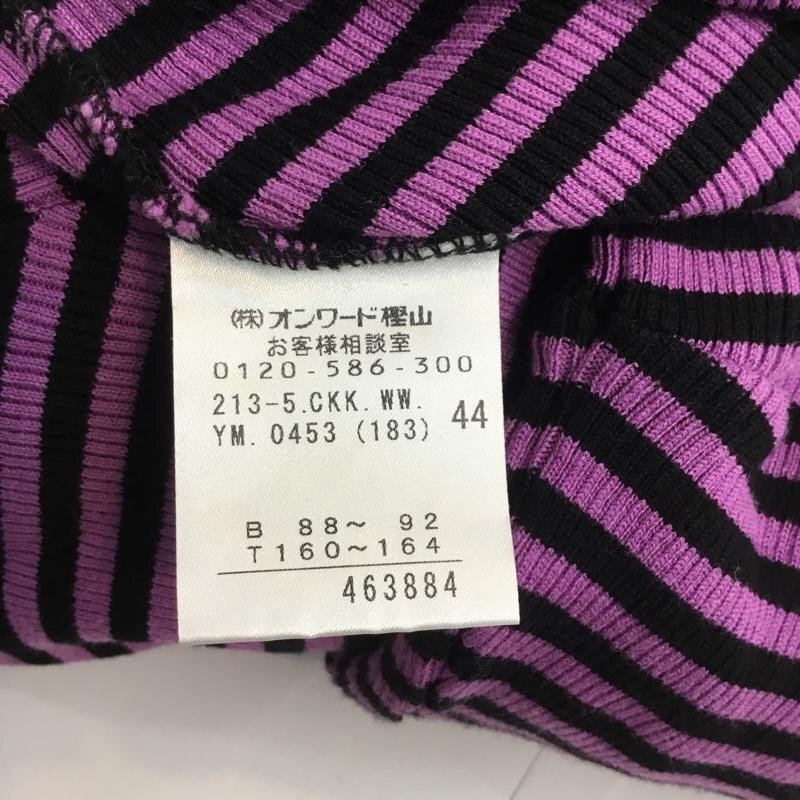 (株)オンワード樫山
お客様相談室
0120-586-300
213-5.CKK.WW.
YM.0453 (183) 44
B 88~ 92
T 160~164
463884